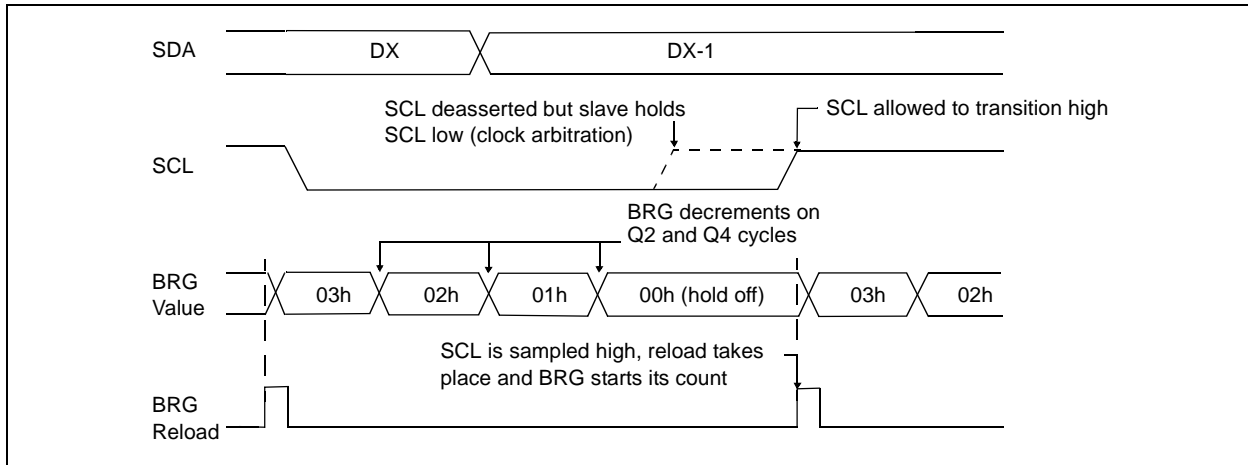 SDA
DX
DX-1
SCL deasserted but slave holds
SCL low (clock arbitration)
SCL allowed to transition high
SCL
BRG decrements on
Q2 and Q4 cycles
BRG
Value
03h
02h
01h
00h (hold off)
03h
02h
SCL is sampled high, reload takes
place and BRG starts its count
BRG
Reload